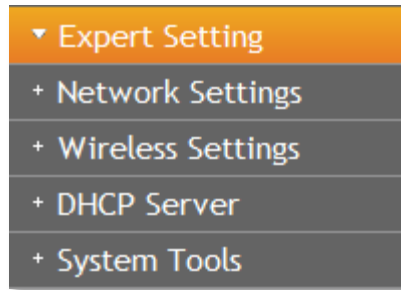 Expert Setting
+ Network Settings
+ Wireless Settings
+ DHCP Server
+ System Tools